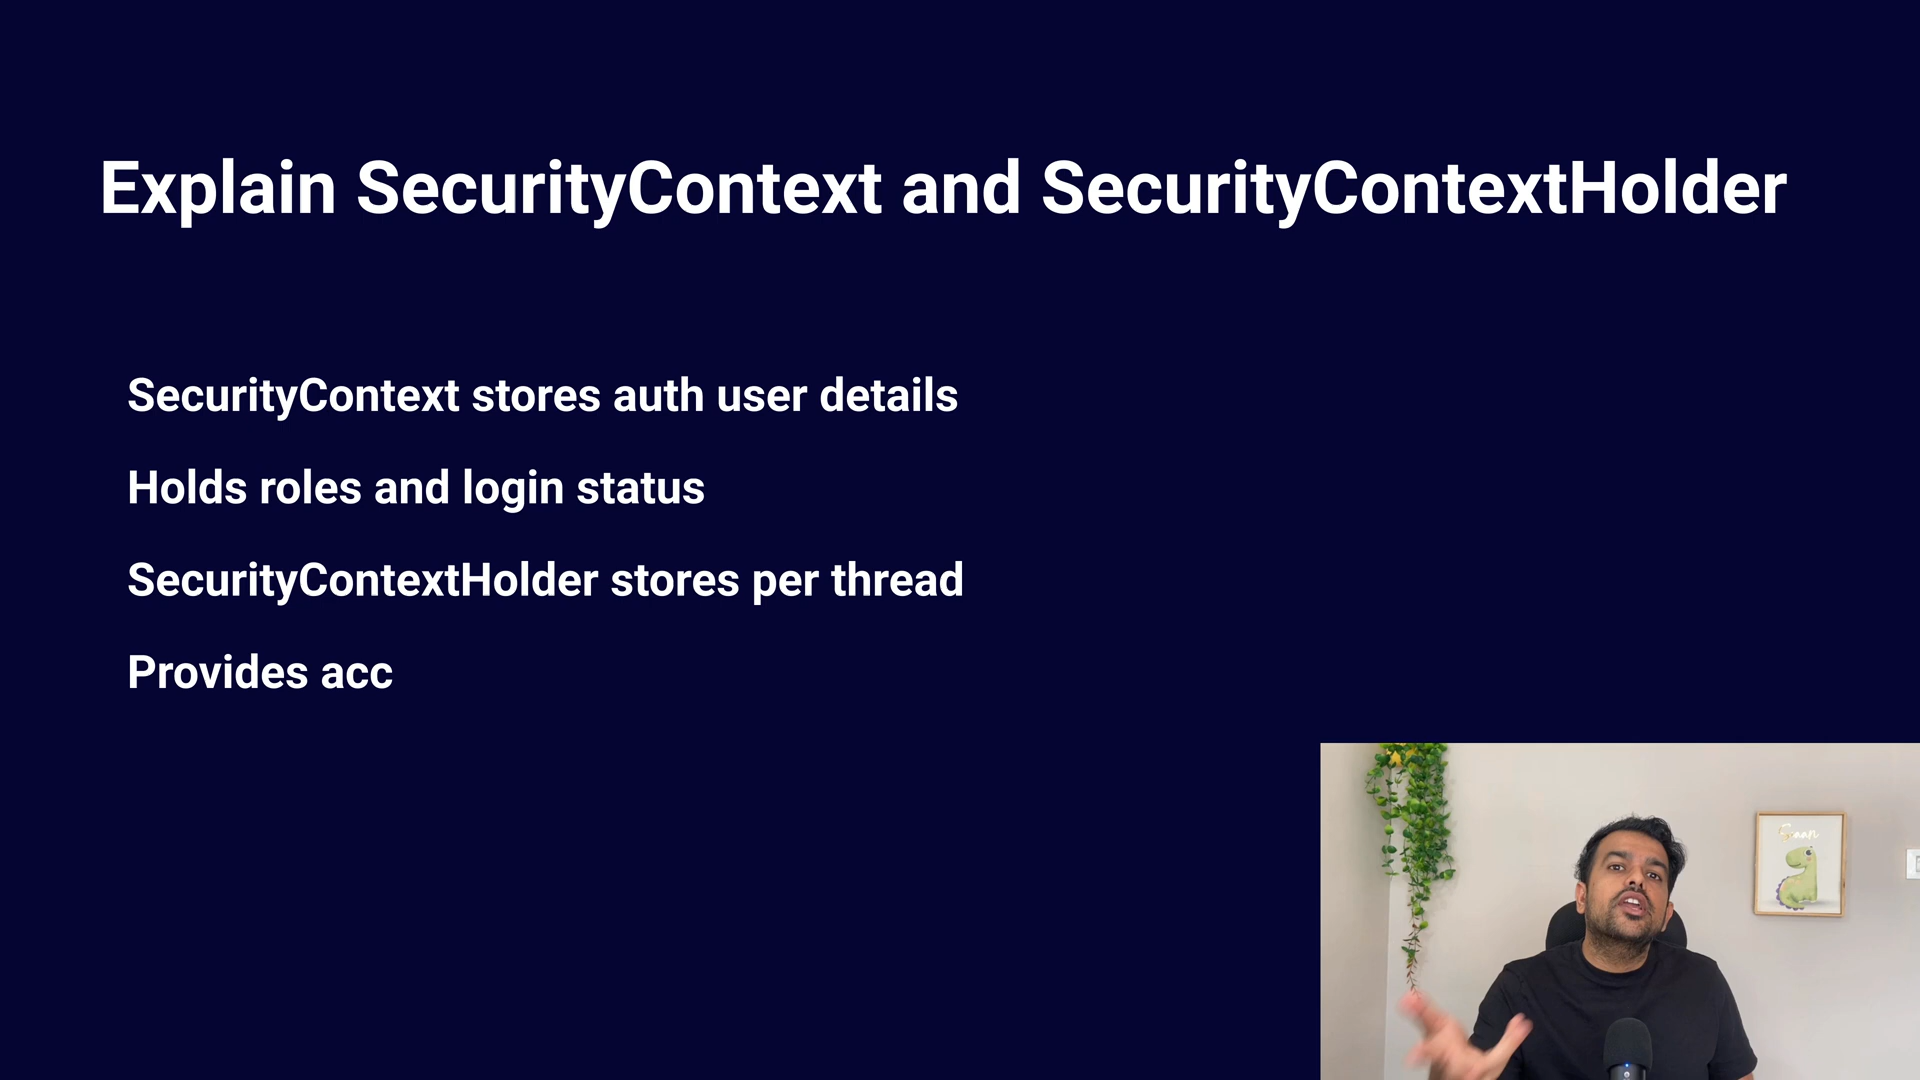 Explain SecurityContext and SecurityContextHolder
SecurityContext stores auth user details
Holds roles and login status
SecurityContextHolder stores per thread
Provides acc